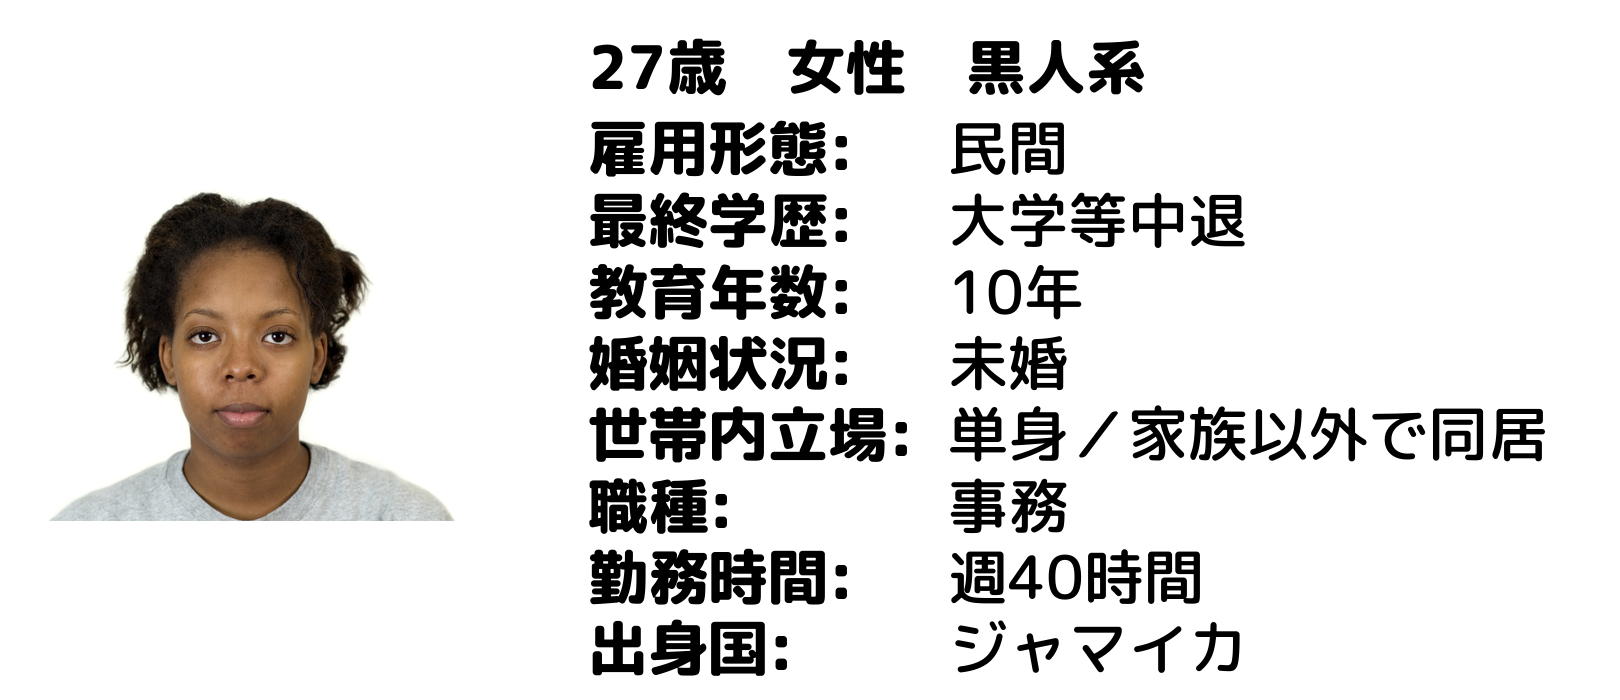 27歳　女性　黒人系
雇用形態:　民間
最終学歴:　大学等中退
教育年数:　10年
婚姻状況:　未婚
世帯内立場:　単身／家族以外で同居
職種:　事務
勤務時間:　週40時間
出身国:　ジャマイカ